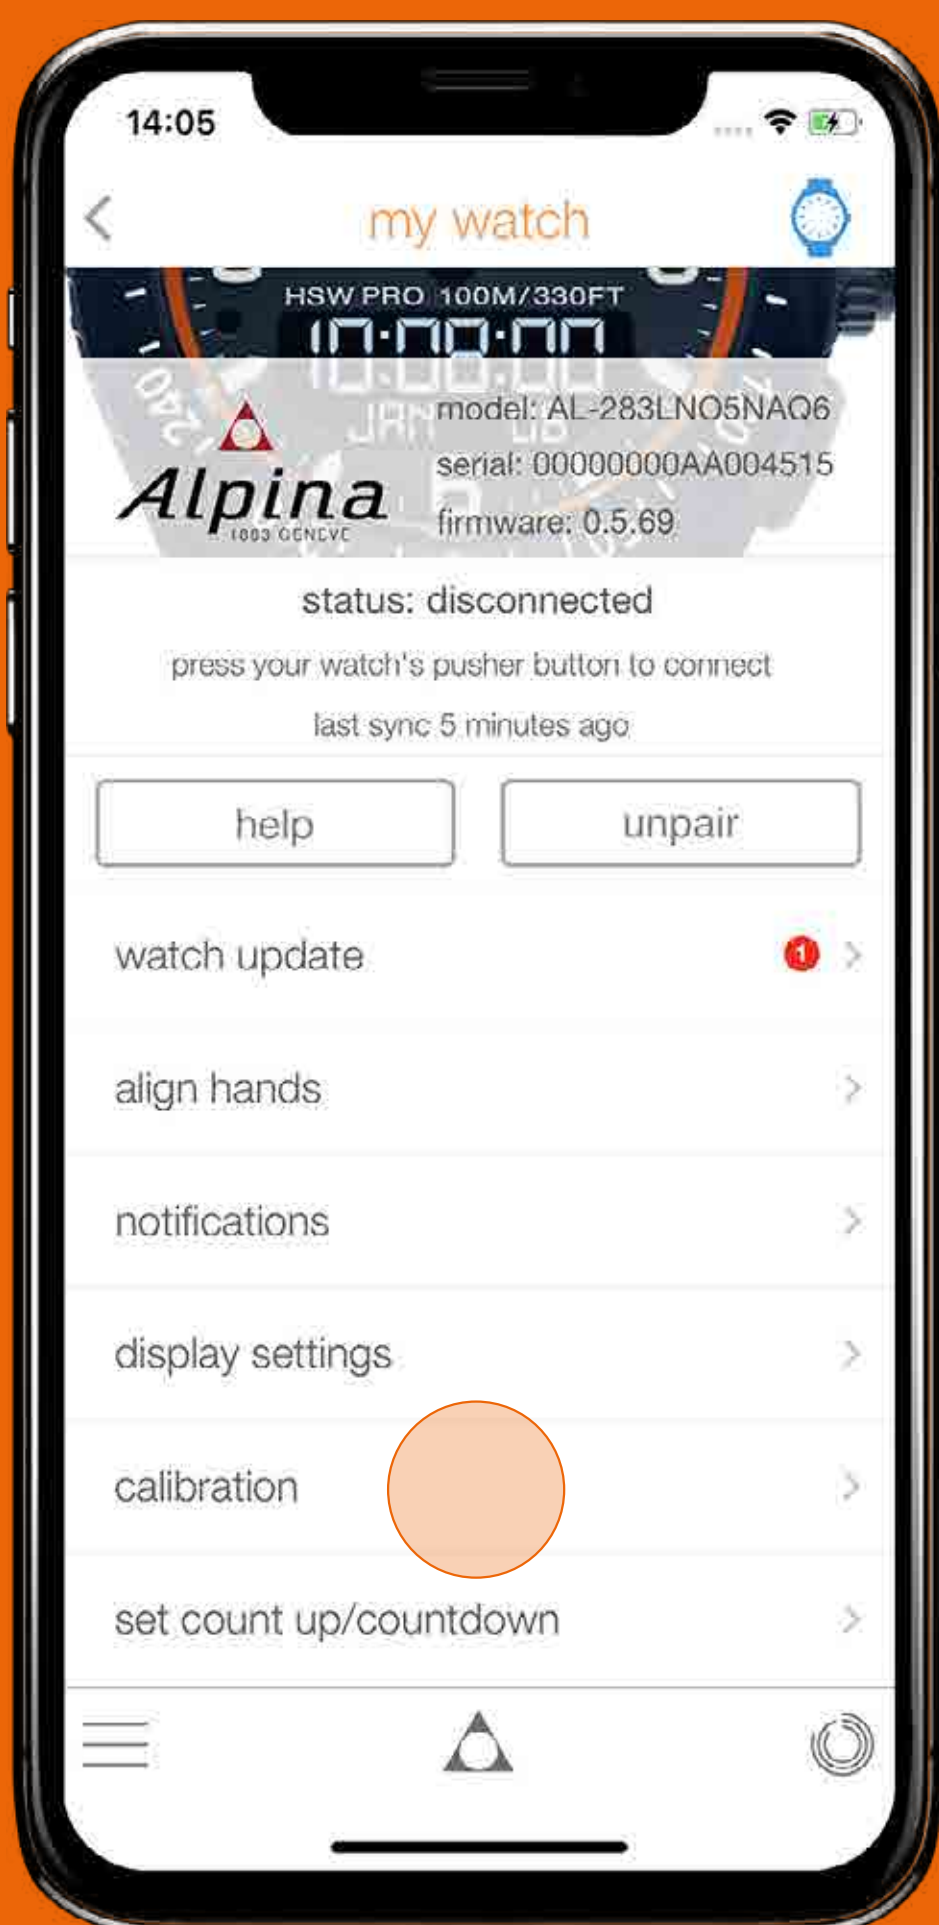 14:05
my watch
HSW PRO 100M/330FT
10:00:00
model: AL-283LNO5NAQ6
serial: 00000000AA004515
Alpina
firmware: 0.5.69
1883 GENEVE
status: disconnected
press your watch's pusher button to connect
last sync 5 minutes ago
help
unpair
watch update
1
align hands
notifications
display settings
calibration
set count up/countdown